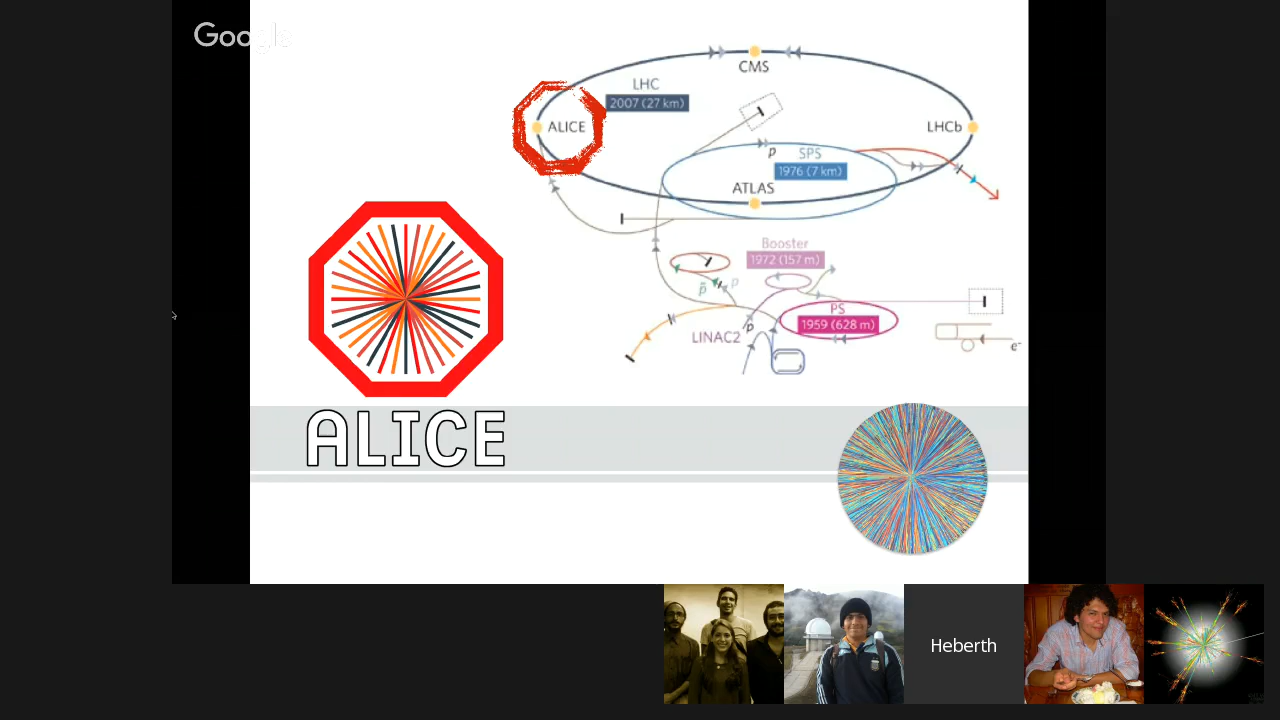 Google
CMS
LHC
2007 (27 km)
ALICE
LHCb
p
SPS
1976 (7 km)
ATLAS
Booster
1972 (157 m)
p̄
p
PS
1959 (628 m)
LINAC2
p
e-
ALICE
Heberth